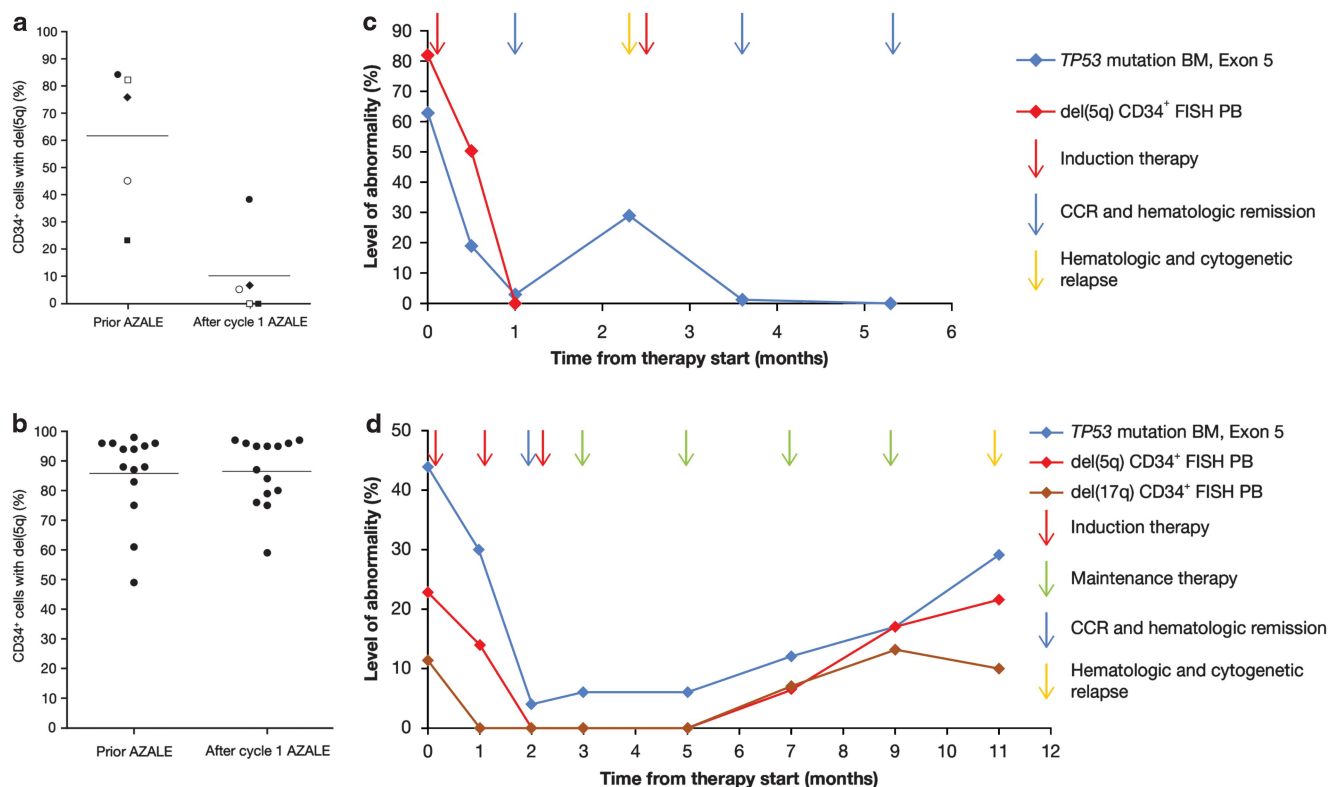 a
100
90
80
70
60
50
40
30
20
10
0
CD34+ cells with del(5q) (%)
Prior AZALE
After cycle 1 AZALE
c
90
80
70
60
50
40
30
20
10
0
Level of abnormality (%)
0 1 2 3 4 5 6
Time from therapy start (months)
TP53 mutation BM, Exon 5
del(5q) CD34+ FISH PB
Induction therapy
CCR and hematologic remission
Hematologic and cytogenetic
relapse
b
100
90
80
70
60
50
40
30
20
10
0
CD34+ cells with del(5q) (%)
Prior AZALE
After cycle 1 AZALE
d
50
40
30
20
10
0
Level of abnormality (%)
0 1 2 3 5 7 9 11 12
Time from therapy start (months)
TP53 mutation BM, Exon 5
del(5q) CD34+ FISH PB
del(17q) CD34+ FISH PB
Induction therapy
Maintenance therapy
CCR and hematologic remission
Hematologic and cytogenetic
relapse